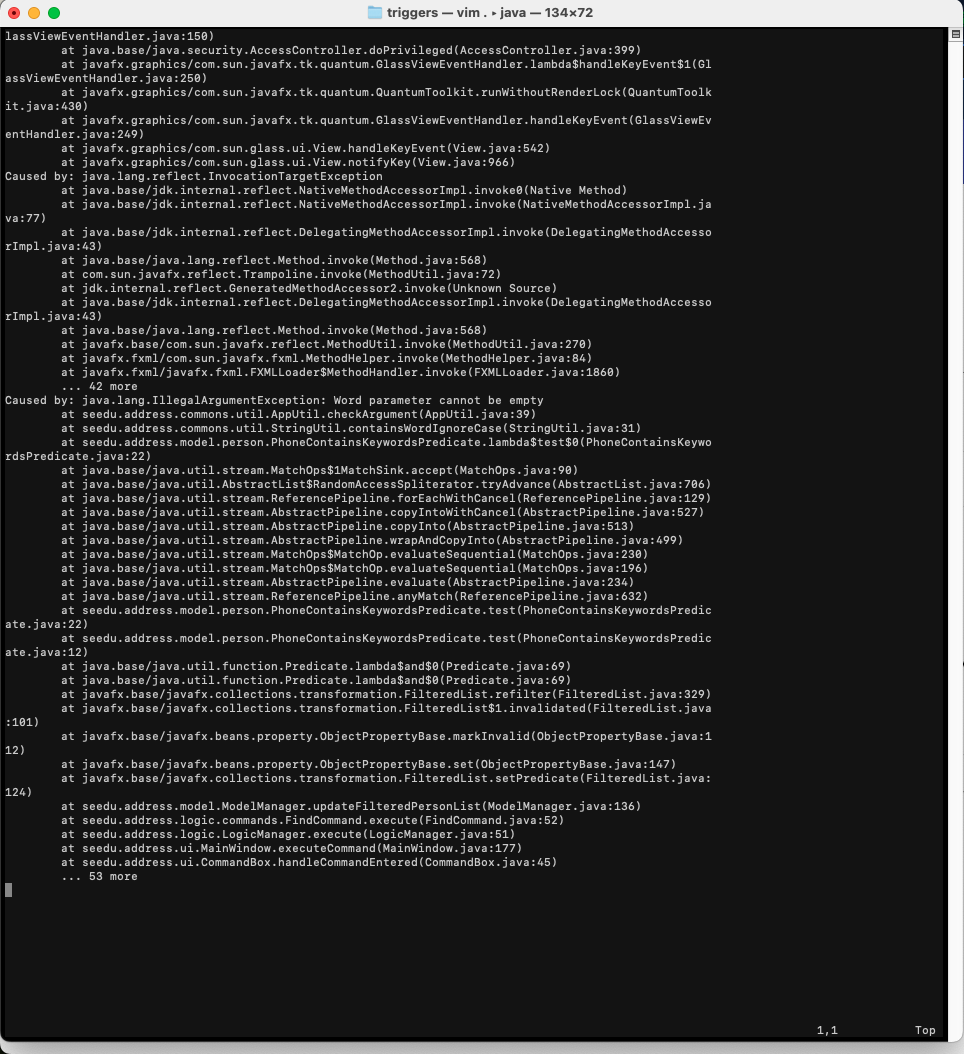 triggers — vim . ▸ java — 134×72
lassViewEventHandler.java:150)
        at java.base/java.security.AccessController.doPrivileged(AccessController.java:399)
        at javafx.graphics/com.sun.javafx.tk.quantum.GlassViewEventHandler.lambda$handleKeyEvent$1(Gl
assViewEventHandler.java:250)
        at javafx.graphics/com.sun.javafx.tk.quantum.QuantumToolkit.runWithoutRenderLock(QuantumToolk
it.java:430)
        at javafx.graphics/com.sun.javafx.tk.quantum.GlassViewEventHandler.handleKeyEvent(GlassViewEv
entHandler.java:249)
        at javafx.graphics/com.sun.glass.ui.View.handleKeyEvent(View.java:542)
        at javafx.graphics/com.sun.glass.ui.View.notifyKey(View.java:966)
Caused by: java.lang.reflect.InvocationTargetException
        at java.base/jdk.internal.reflect.NativeMethodAccessorImpl.invoke0(Native Method)
        at java.base/jdk.internal.reflect.NativeMethodAccessorImpl.invoke(NativeMethodAccessorImpl.ja
va:77)
        at java.base/jdk.internal.reflect.DelegatingMethodAccessorImpl.invoke(DelegatingMethodAccesso
rImpl.java:43)
        at java.base/java.lang.reflect.Method.invoke(Method.java:568)
        at com.sun.javafx.reflect.Trampoline.invoke(MethodUtil.java:72)
        at jdk.internal.reflect.GeneratedMethodAccessor2.invoke(Unknown Source)
        at java.base/jdk.internal.reflect.DelegatingMethodAccessorImpl.invoke(DelegatingMethodAccesso
rImpl.java:43)
        at java.base/java.lang.reflect.Method.invoke(Method.java:568)
        at javafx.base/com.sun.javafx.reflect.MethodUtil.invoke(MethodUtil.java:270)
        at javafx.fxml/com.sun.javafx.fxml.MethodHelper.invoke(MethodHelper.java:84)
        at javafx.fxml/javafx.fxml.FXMLLoader$MethodHandler.invoke(FXMLLoader.java:1860)
        ... 42 more
Caused by: java.lang.IllegalArgumentException: Word parameter cannot be empty
        at seedu.address.commons.util.AppUtil.checkArgument(AppUtil.java:39)
        at seedu.address.commons.util.StringUtil.containsWordIgnoreCase(StringUtil.java:31)
        at seedu.address.model.person.PhoneContainsKeywordsPredicate.lambda$test$0(PhoneContainsKeywo
rdsPredicate.java:22)
        at java.base/java.util.stream.MatchOps$1MatchSink.accept(MatchOps.java:90)
        at java.base/java.util.AbstractList$RandomAccessSpliterator.tryAdvance(AbstractList.java:706)
        at java.base/java.util.stream.ReferencePipeline.forEachWithCancel(ReferencePipeline.java:129)
        at java.base/java.util.stream.AbstractPipeline.copyIntoWithCancel(AbstractPipeline.java:527)
        at java.base/java.util.stream.AbstractPipeline.copyInto(AbstractPipeline.java:513)
        at java.base/java.util.stream.AbstractPipeline.wrapAndCopyInto(AbstractPipeline.java:499)
        at java.base/java.util.stream.MatchOps$MatchOp.evaluateSequential(MatchOps.java:230)
        at java.base/java.util.stream.MatchOps$MatchOp.evaluateSequential(MatchOps.java:196)
        at java.base/java.util.stream.AbstractPipeline.evaluate(AbstractPipeline.java:234)
        at java.base/java.util.stream.ReferencePipeline.anyMatch(ReferencePipeline.java:632)
        at seedu.address.model.person.PhoneContainsKeywordsPredicate.test(PhoneContainsKeywordsPredic
ate.java:22)
        at seedu.address.model.person.PhoneContainsKeywordsPredicate.test(PhoneContainsKeywordsPredic
ate.java:12)
        at java.base/java.util.function.Predicate.lambda$and$0(Predicate.java:69)
        at java.base/java.util.function.Predicate.lambda$and$0(Predicate.java:69)
        at javafx.base/javafx.collections.transformation.FilteredList.refilter(FilteredList.java:329)
        at javafx.base/javafx.collections.transformation.FilteredList$1.invalidated(FilteredList.java
:101)
        at javafx.base/javafx.beans.property.ObjectPropertyBase.markInvalid(ObjectPropertyBase.java:1
12)
        at javafx.base/javafx.beans.property.ObjectPropertyBase.set(ObjectPropertyBase.java:147)
        at javafx.base/javafx.collections.transformation.FilteredList.setPredicate(FilteredList.java:
124)
        at seedu.address.model.ModelManager.updateFilteredPersonList(ModelManager.java:136)
        at seedu.address.logic.commands.FindCommand.execute(FindCommand.java:52)
        at seedu.address.logic.LogicManager.execute(LogicManager.java:51)
        at seedu.address.ui.MainWindow.executeCommand(MainWindow.java:177)
        at seedu.address.ui.CommandBox.handleCommandEntered(CommandBox.java:45)
        ... 53 more
1,1           Top